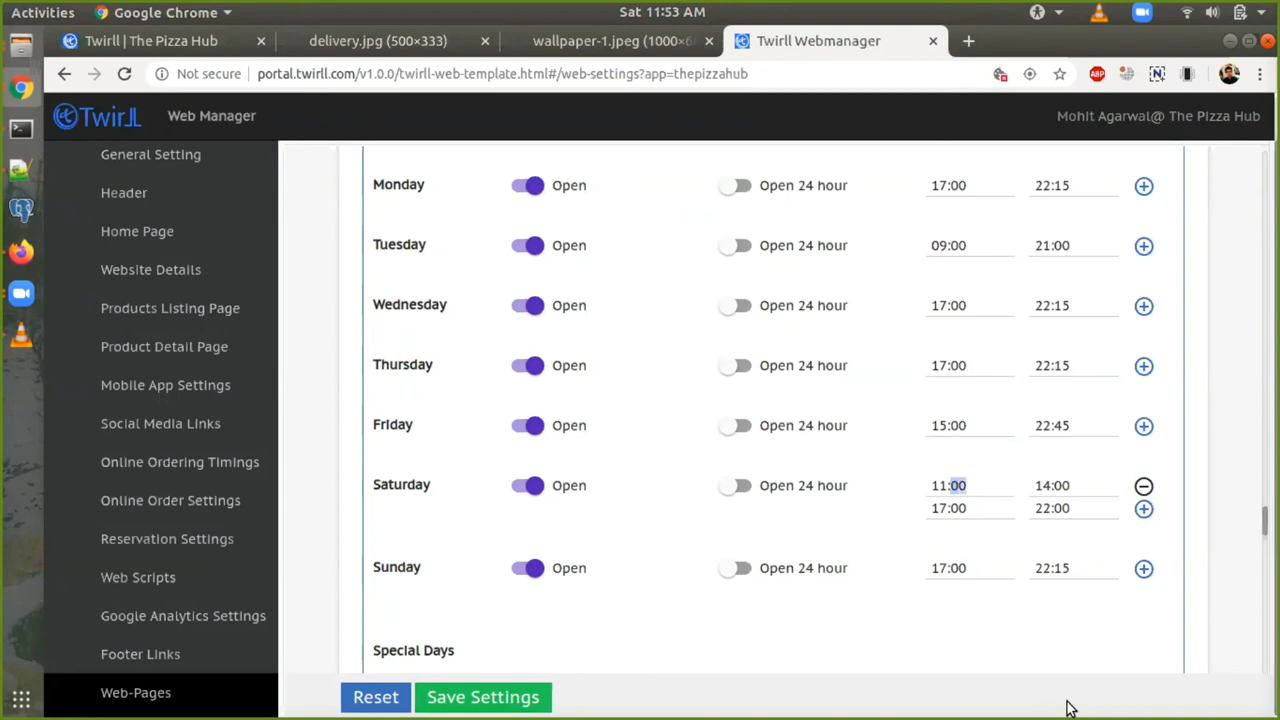 Activities Google Chrome Sat 11:53 AM
Twirll | The Pizza Hub delivery.jpg (500×333) wallpaper-1.jpeg (1000×6 Twirll Webmanager
Not secure portal.twirll.com/v1.0.0/twirll-web-template.html#/web-settings?app=thepizzahub
Twirll Web Manager Mohit Agarwal@ The Pizza Hub
General Setting
Header
Home Page
Website Details
Products Listing Page
Product Detail Page
Mobile App Settings
Social Media Links
Online Ordering Timings
Online Order Settings
Reservation Settings
Web Scripts
Google Analytics Settings
Footer Links
Web-Pages
Monday Open Open 24 hour 17:00 22:15
Tuesday Open Open 24 hour 09:00 21:00
Wednesday Open Open 24 hour 17:00 22:15
Thursday Open Open 24 hour 17:00 22:15
Friday Open Open 24 hour 15:00 22:45
Saturday Open Open 24 hour 11:00 14:00
17:00 22:00
Sunday Open Open 24 hour 17:00 22:15
Special Days
Reset Save Settings